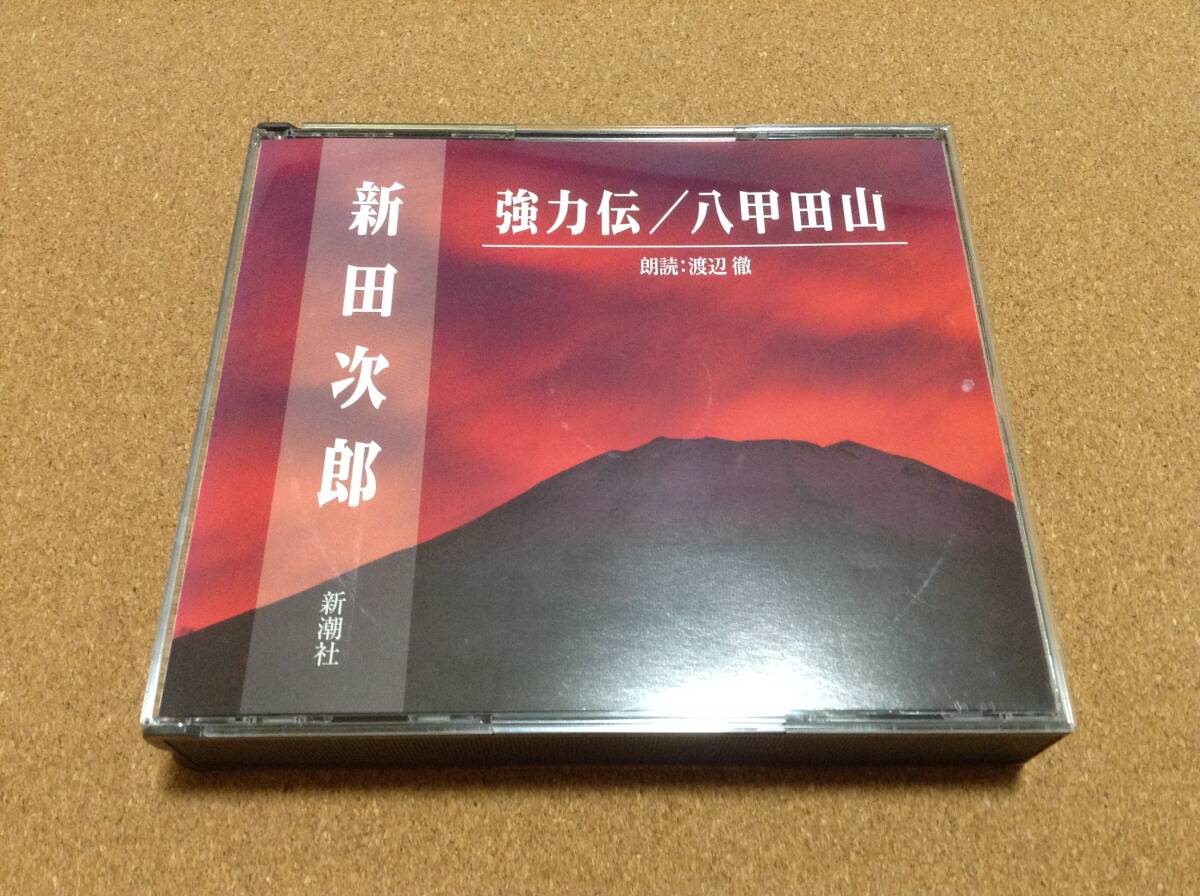 強力伝／八甲田山
朗読：渡辺 徹
新田次郎
新潮社